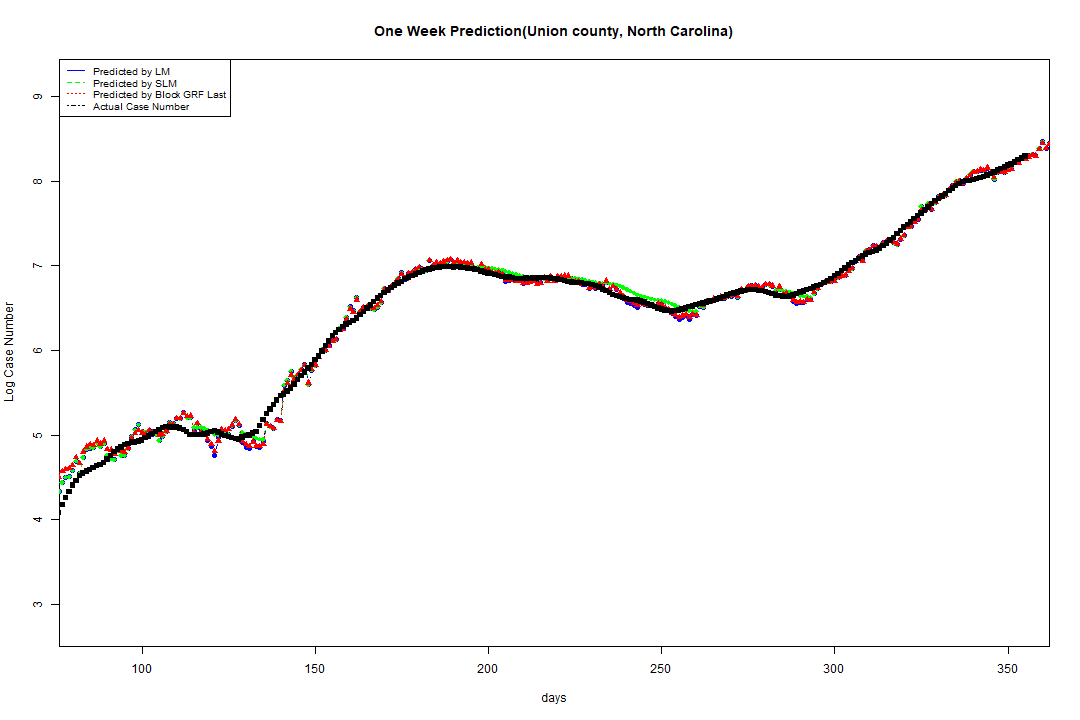 One Week Prediction(Union county, North Carolina)
Predicted by LM
Predicted by SLM
Predicted by Block GRF Last
Actual Case Number
9
8
7
6
5
4
3
Log Case Number
100 150 200 250 300 350
days